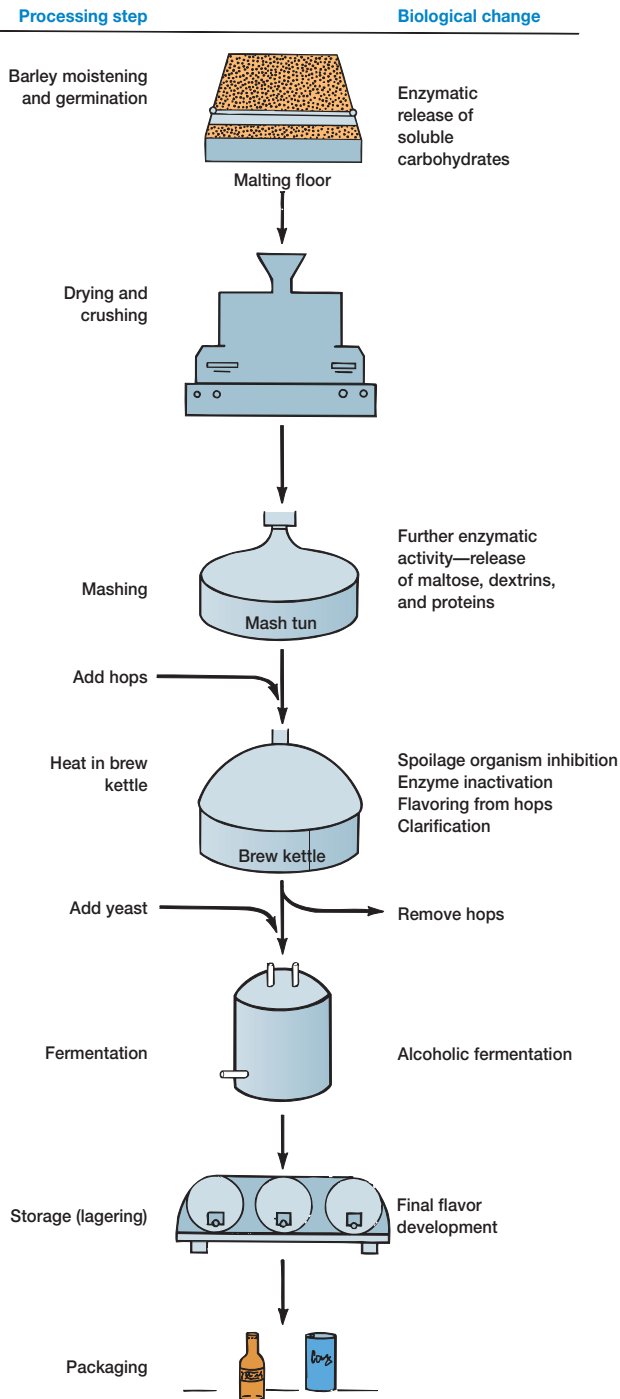 Processing step
Biological change
Barley moistening
and germination
Enzymatic
release of
soluble
carbohydrates
Malting floor
Drying and
crushing
Further enzymatic
activity—release
of maltose, dextrins,
and proteins
Mashing
Mash tun
Add hops
Heat in brew
kettle
Spoilage organism inhibition
Enzyme inactivation
Flavoring from hops
Clarification
Brew kettle
Add yeast
Remove hops
Fermentation
Alcoholic fermentation
Storage (lagering)
Final flavor
development
Packaging